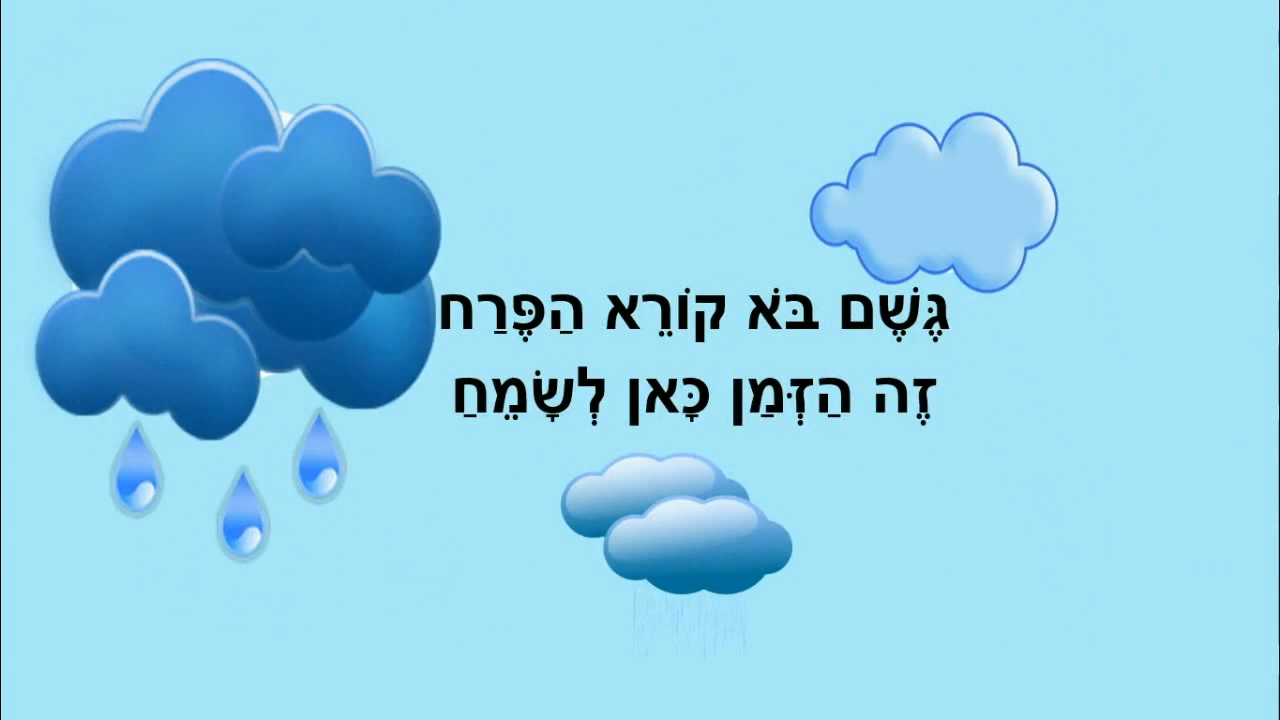 גֶּשֶׁם בֹּא קוֹרֵא הַפֶּרַח
זֶה הַזְּמַן כָּאן לְשָׂמֵחַ